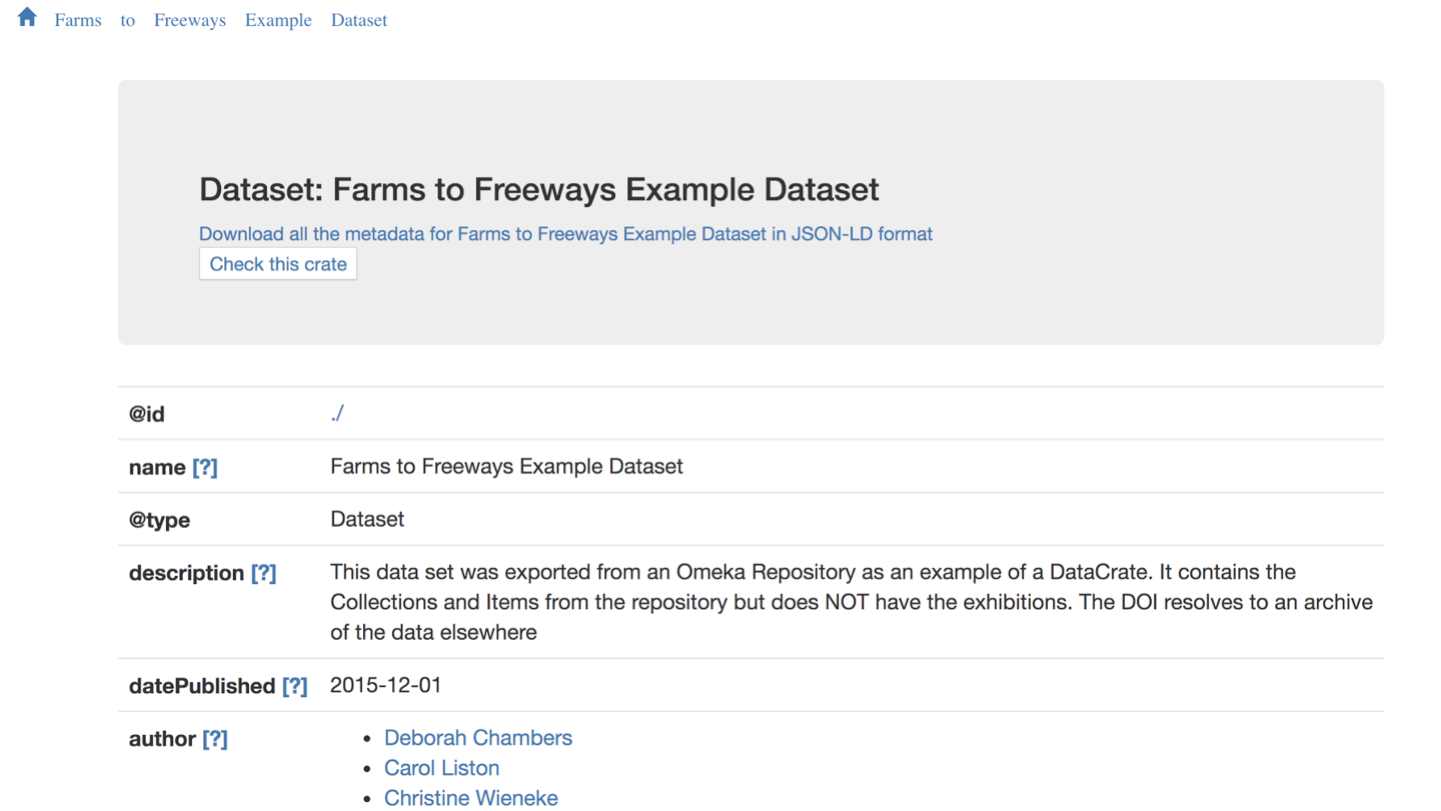 Farms to Freeways Example Dataset
Dataset: Farms to Freeways Example Dataset
Download all the metadata for Farms to Freeways Example Dataset in JSON-LD format
Check this crate
@id ./
name [?] Farms to Freeways Example Dataset
@type Dataset
description [?] This data set was exported from an Omeka Repository as an example of a DataCrate. It contains the
Collections and Items from the repository but does NOT have the exhibitions. The DOI resolves to an archive
of the data elsewhere
datePublished [?] 2015-12-01
author [?] • Deborah Chambers
• Carol Liston
• Christine Wieneke